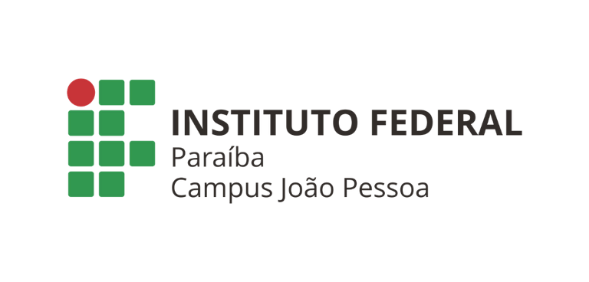 INSTITUTO FEDERAL
Paraíba
Campus João Pessoa